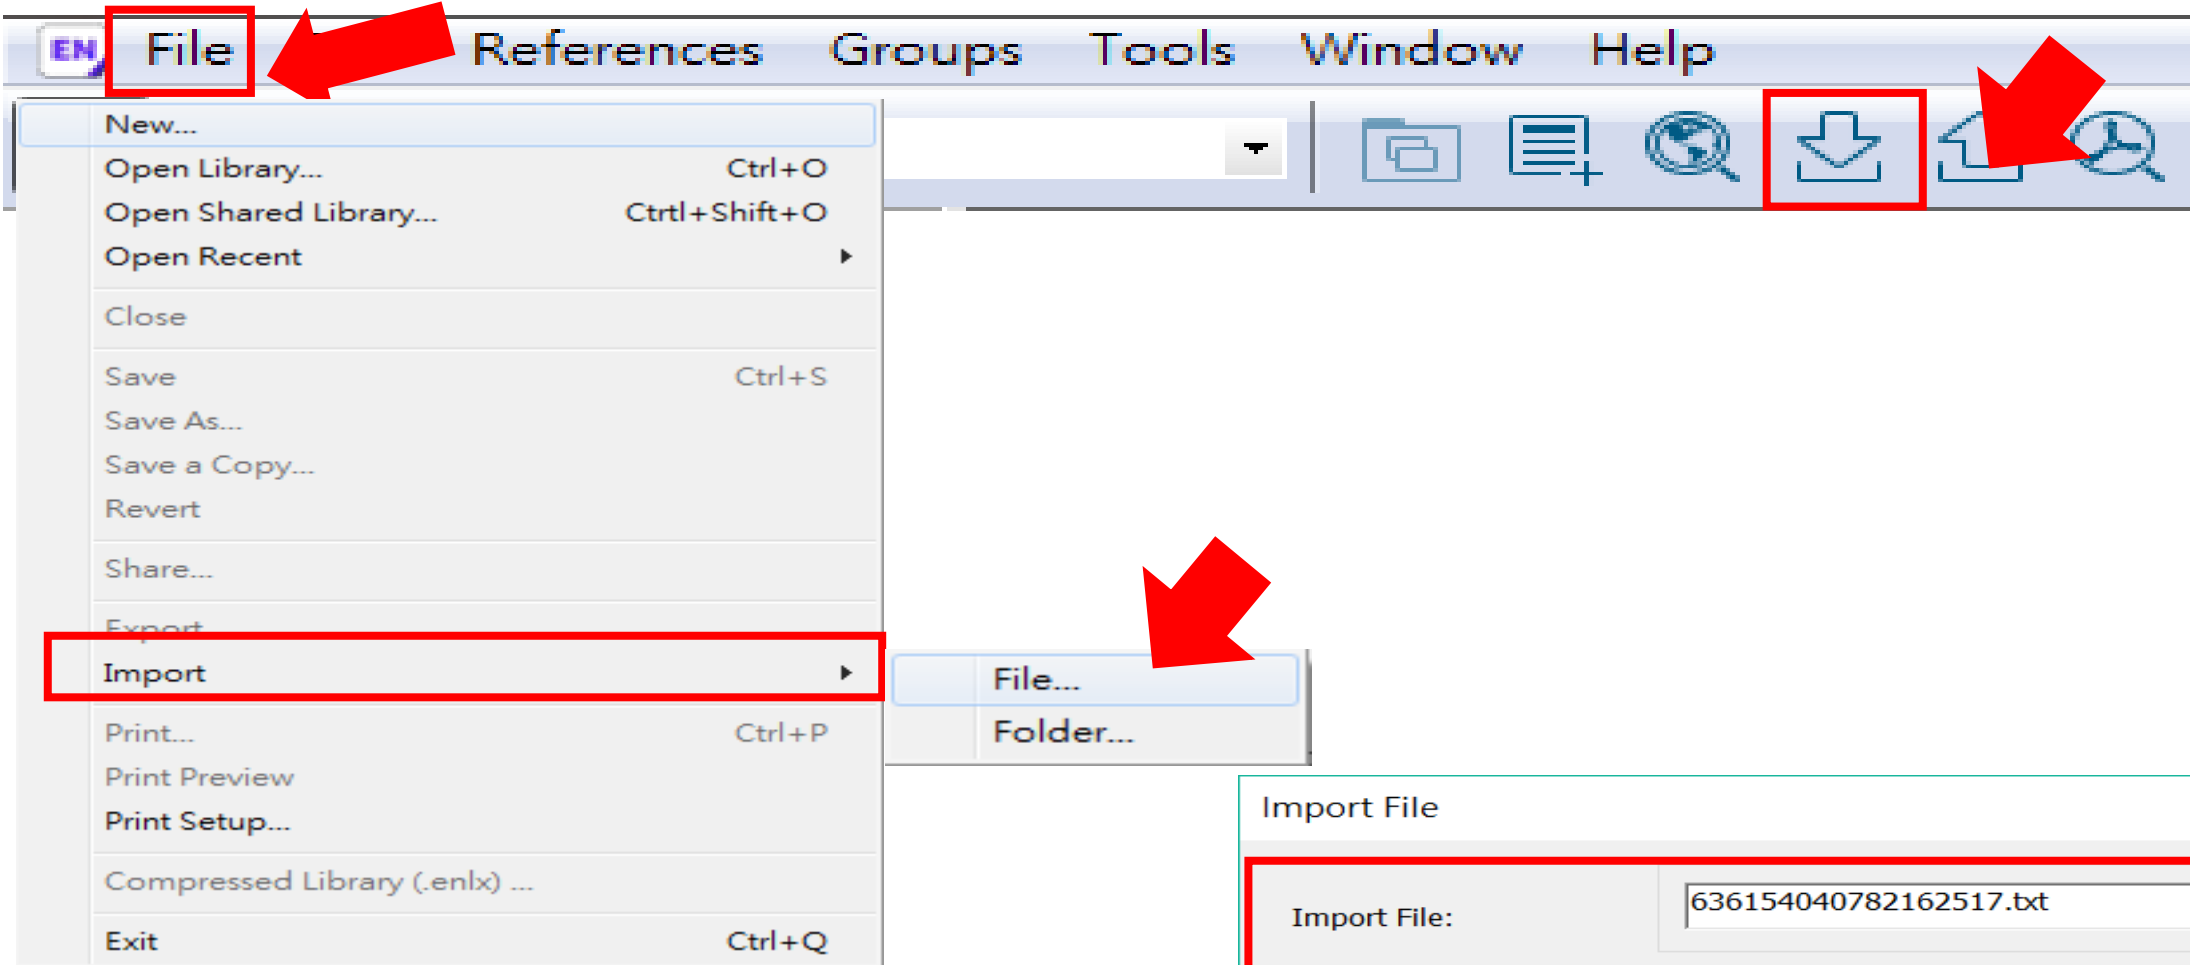 EN File References Groups Tools Window Help
New...
Open Library... Ctrl+O
Open Shared Library... Ctrtl+Shift+O
Open Recent
Close
Save Ctrl+S
Save As...
Save a Copy...
Revert
Share...
Export
Import
File...
Folder...
Print... Ctrl+P
Print Preview
Print Setup...
Compressed Library (.enlx) ...
Exit Ctrl+Q
Import File
Import File: 636154040782162517.txt